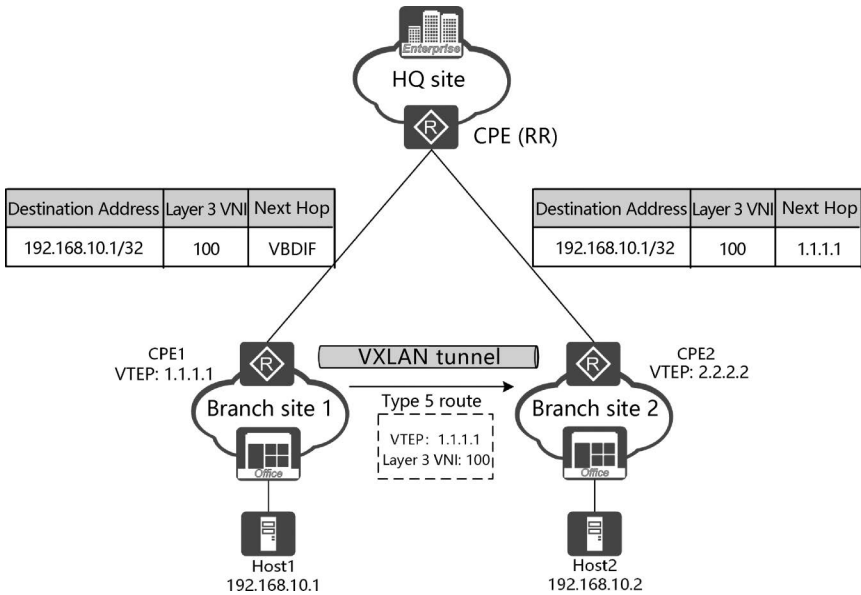 Enterprise
HQ site
R
CPE (RR)
Destination Address Layer 3 VNI Next Hop
192.168.10.1/32 100 VBDIF
Destination Address Layer 3 VNI Next Hop
192.168.10.1/32 100 1.1.1.1
CPE1
VTEP: 1.1.1.1
R
VXLAN tunnel
R
CPE2
VTEP: 2.2.2.2
Branch site 1
Type 5 route
VTEP: 1.1.1.1
Layer 3 VNI: 100
Branch site 2
Office
Office
Host1
192.168.10.1
Host2
192.168.10.2